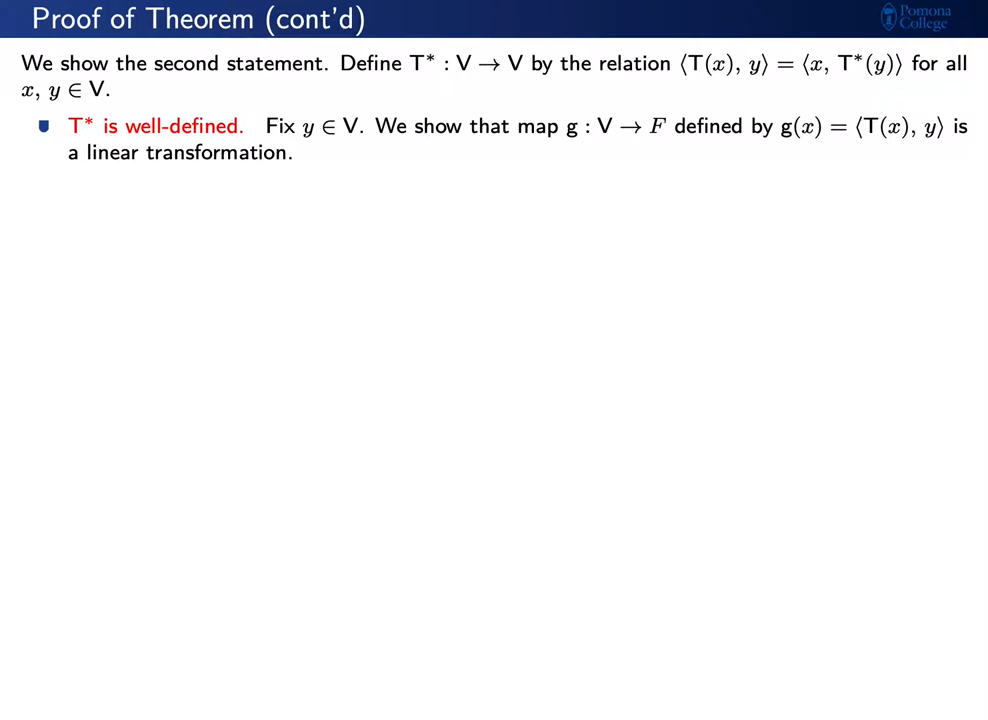 Proof of Theorem (cont'd)
Pomona
College
We show the second statement. Define T* : V → V by the relation ⟨T(x), y⟩ = ⟨x, T*(y)⟩ for all
x, y ∈ V.
T* is well-defined. Fix y ∈ V. We show that map g : V → F defined by g(x) = ⟨T(x), y⟩ is
a linear transformation.